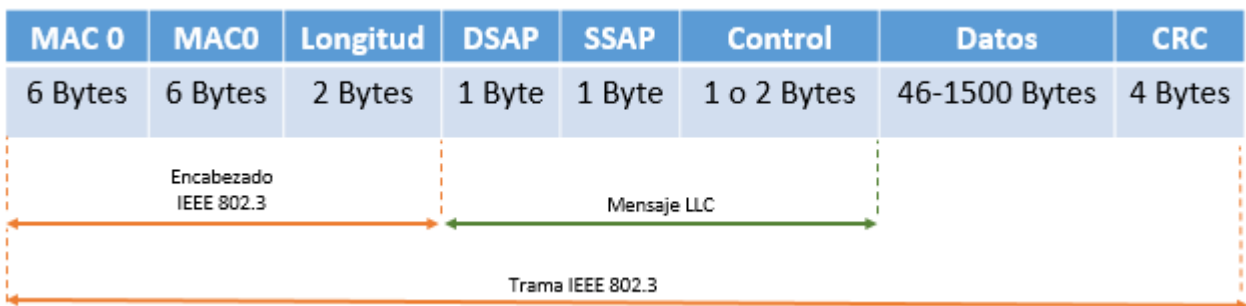 MAC 0 MAC0 Longitud DSAP SSAP Control Datos CRC
6 Bytes 6 Bytes 2 Bytes 1 Byte 1 Byte 1 o 2 Bytes 46-1500 Bytes 4 Bytes
Encabezado
IEEE 802.3
Mensaje LLC
Trama IEEE 802.3